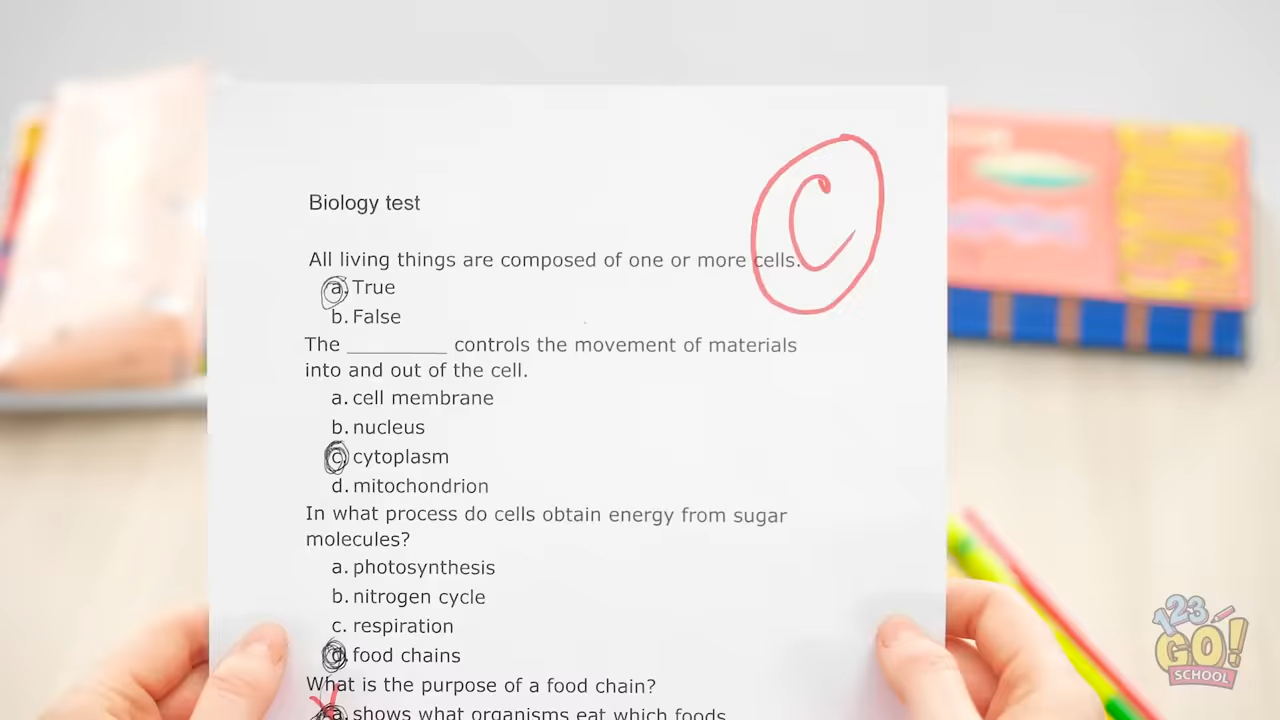 C
Biology test
All living things are composed of one or more cells.
a. True
b. False
The _________ controls the movement of materials
into and out of the cell.
a. cell membrane
b. nucleus
c. cytoplasm
d. mitochondrion
In what process do cells obtain energy from sugar
molecules?
a. photosynthesis
b. nitrogen cycle
c. respiration
d. food chains
What is the purpose of a food chain?
a. shows what organisms eat which foods
123
GO!
SCHOOL